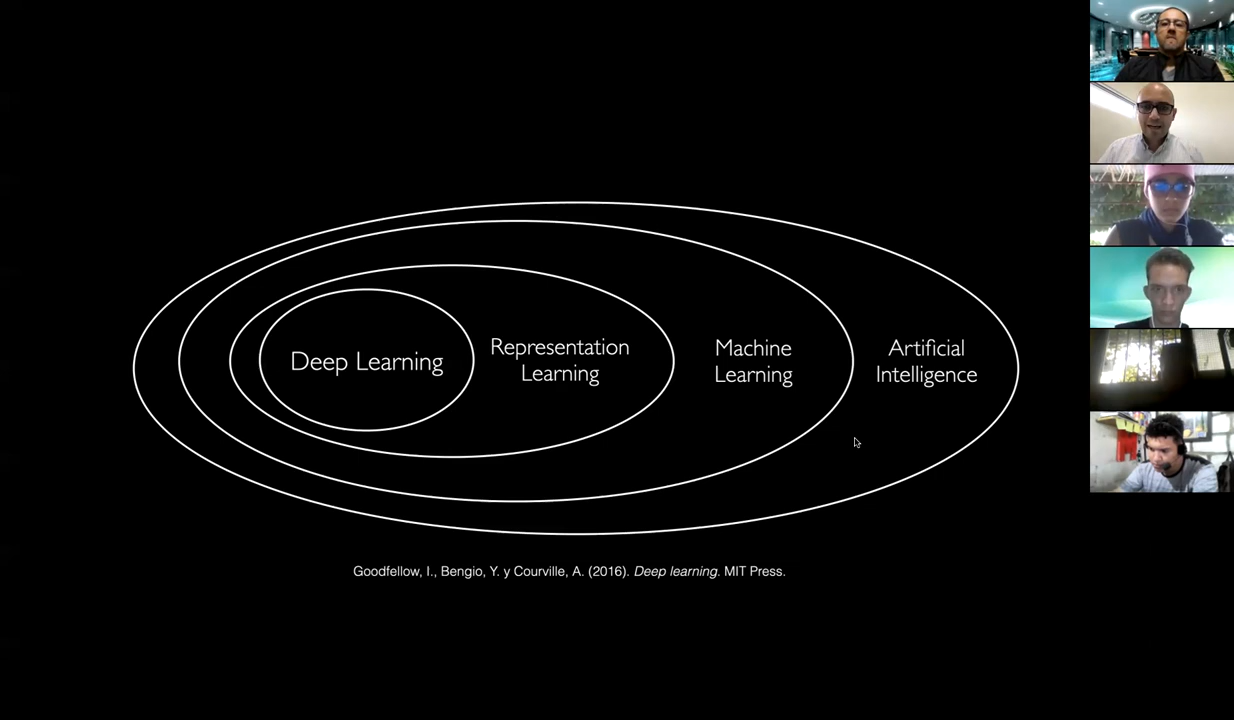 Deep Learning
Representation
Learning
Machine
Learning
Artificial
Intelligence
Goodfellow, I., Bengio, Y. y Courville, A. (2016). Deep learning. MIT Press.